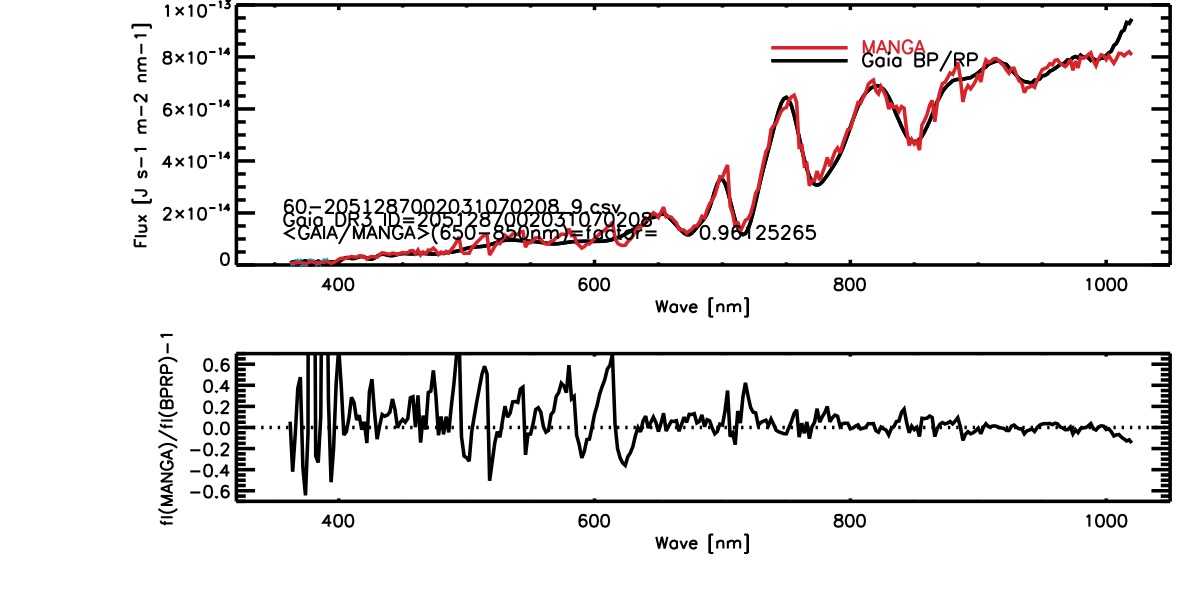 1×10−13
8×10−14
6×10−14
4×10−14
2×10−14
0
Flux [J s−1 m−2 nm−1]
MANGA
Gaia BP/RP
60−2051287002031070208_9.csv
Gaia DR3 ID=2051287002031070208
<GAIA/MANGA>(650−850nm)=factor= 0.96125265
400 600 800 1000
Wave [nm]
fl(MANGA)/fl(BPRP)−1
0.6
0.4
0.2
0.0
−0.2
−0.4
−0.6
400 600 800 1000
Wave [nm]